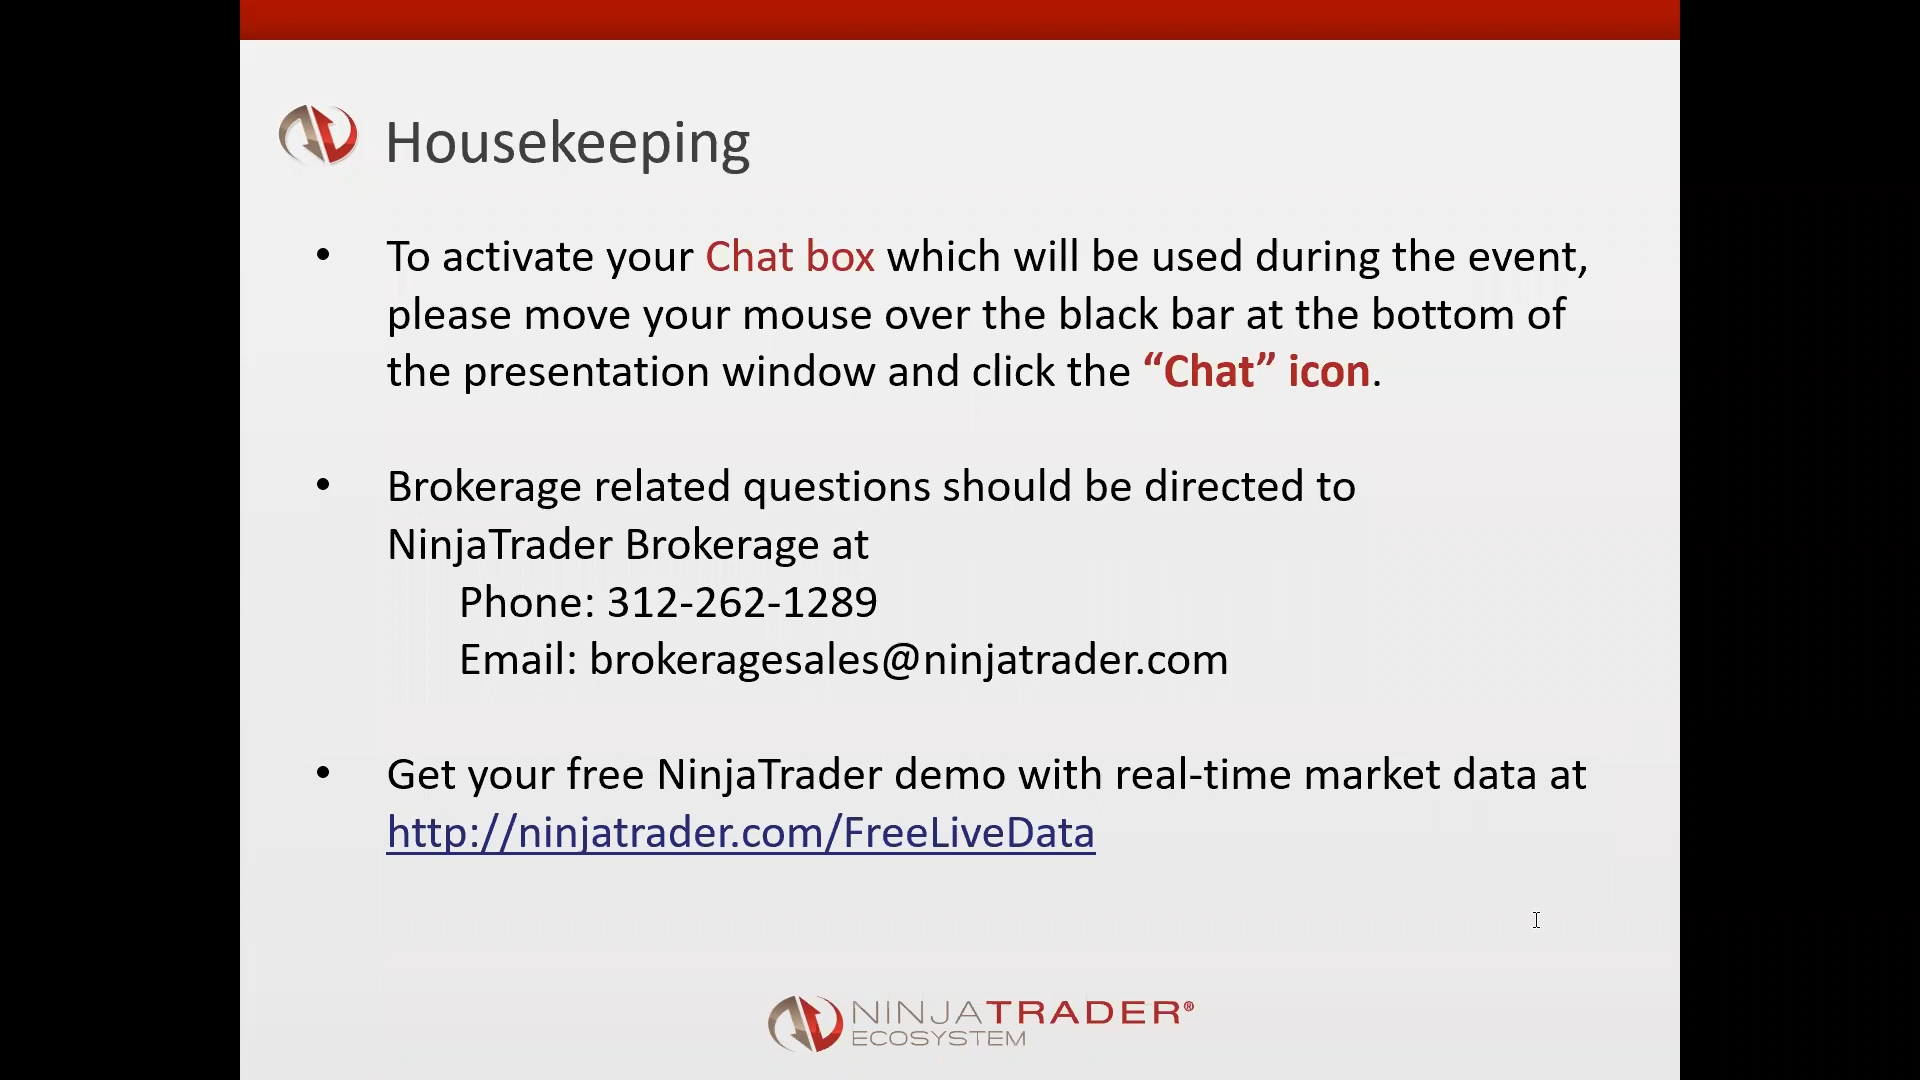 Housekeeping
• To activate your Chat box which will be used during the event,
please move your mouse over the black bar at the bottom of
the presentation window and click the “Chat” icon.
• Brokerage related questions should be directed to
NinjaTrader Brokerage at
Phone: 312-262-1289
Email: brokeragesales@ninjatrader.com
• Get your free NinjaTrader demo with real-time market data at
http://ninjatrader.com/FreeLiveData
NINJATRADER®
ECOSYSTEM